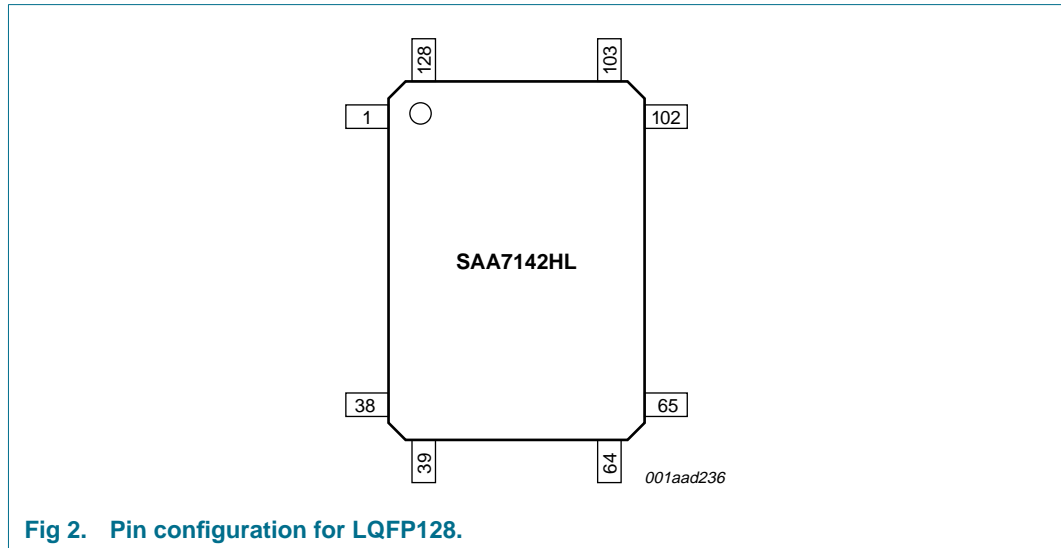 128
103
1
102
SAA7142HL
38
65
39
64
001aad236
Fig 2. Pin configuration for LQFP128.